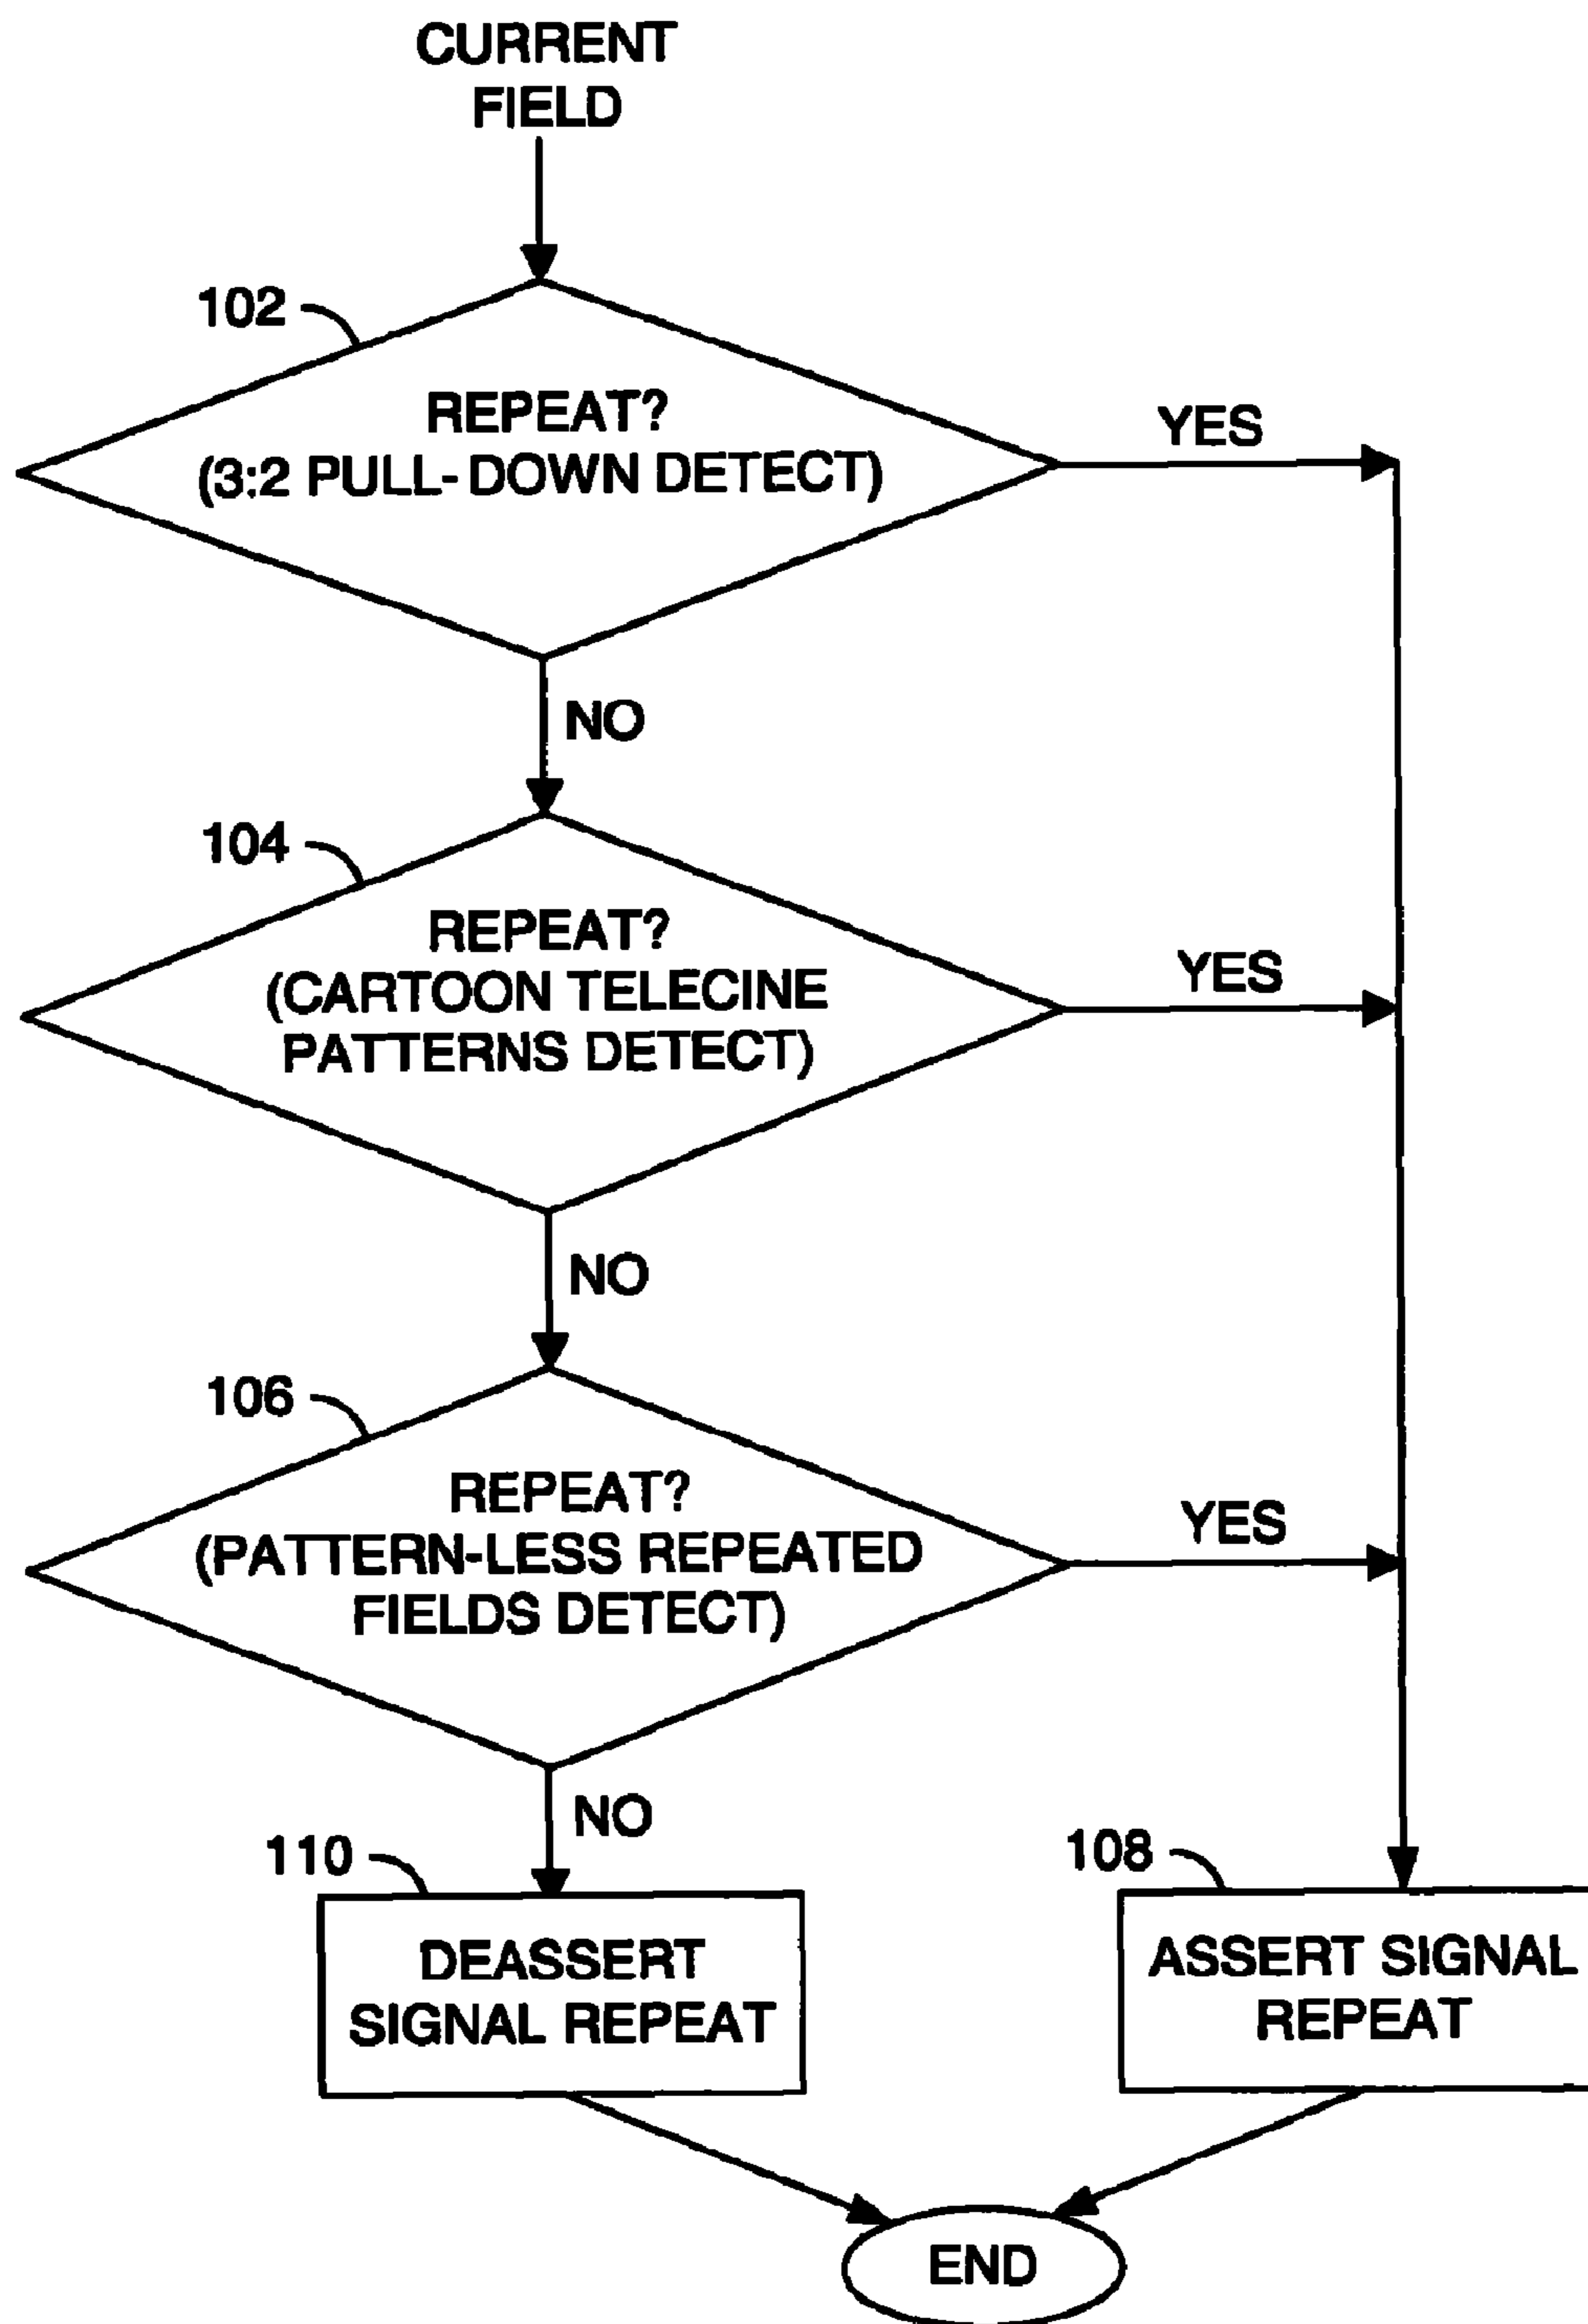 CURRENT
FIELD
102
REPEAT?
(3:2 PULL-DOWN DETECT)
YES
NO
104
REPEAT?
(CARTOON TELECINE
PATTERNS DETECT)
YES
NO
106
REPEAT?
(PATTERN-LESS REPEATED
FIELDS DETECT)
YES
NO
110
DEASSERT
SIGNAL REPEAT
108
ASSERT SIGNAL
REPEAT
END